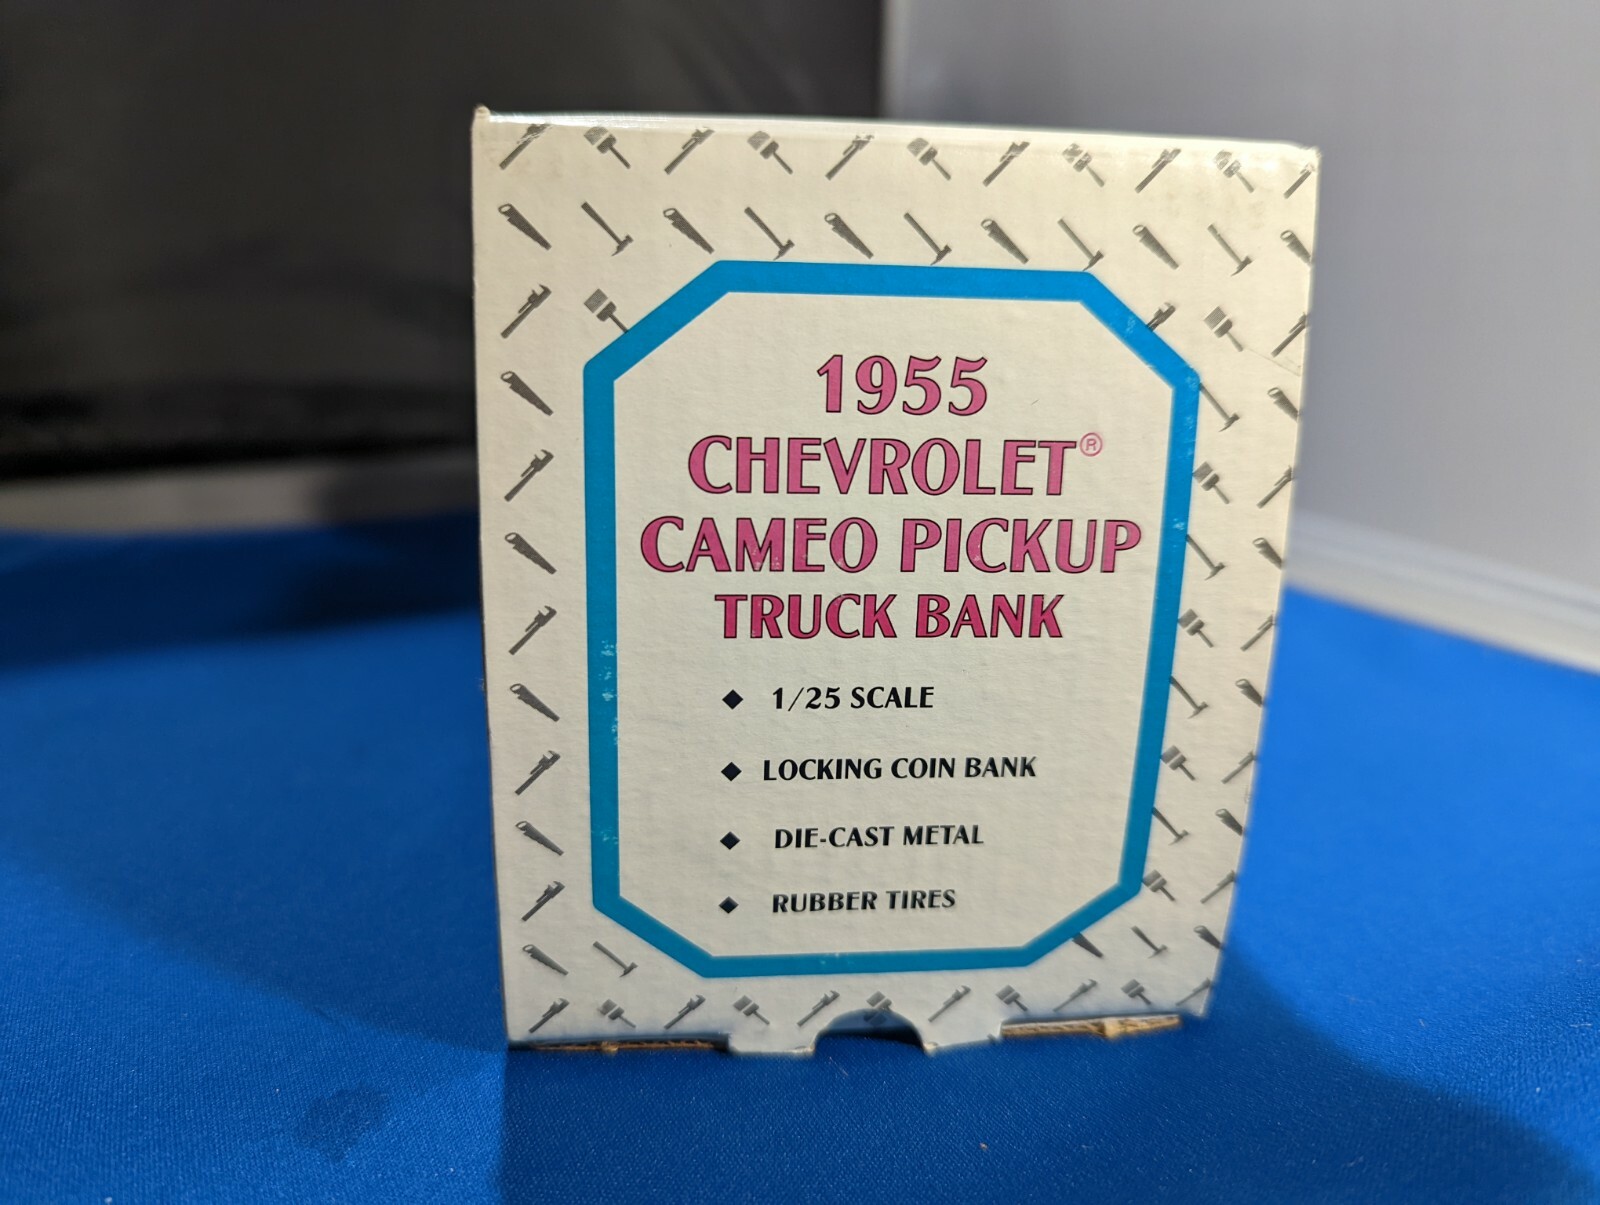 1955
CHEVROLET®
CAMEO PICKUP
TRUCK BANK
◆ 1/25 SCALE
◆ LOCKING COIN BANK
◆ DIE-CAST METAL
◆ RUBBER TIRES